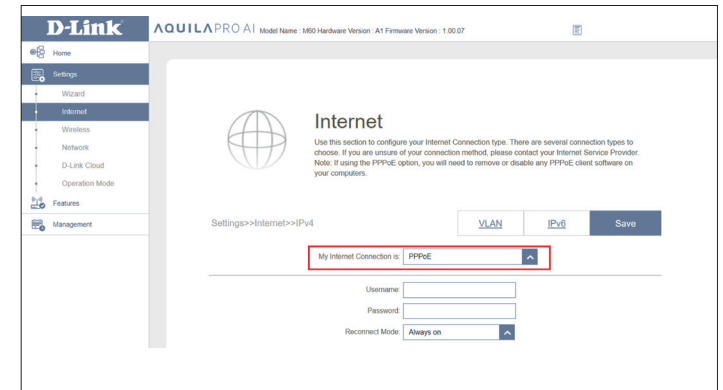 D-Link
AQUILA PRO AI Model Name : M60 Hardware Version : A1 Firmware Version : 1.00.07
Home
Settings
Wizard
Internet
Wireless
Network
D-Link Cloud
Operation Mode
Features
Management
Internet
Use this section to configure your Internet Connection type. There are several connection types to
choose. If you are unsure of your connection method, please contact your Internet Service Provider.
Note: If using the PPPoE option, you will need to remove or disable any PPPoE client software on
your computers.
Settings>>Internet>>IPv4
VLAN
IPv6
Save
My Internet Connection is: PPPoE
Username:
Password:
Reconnect Mode: Always on